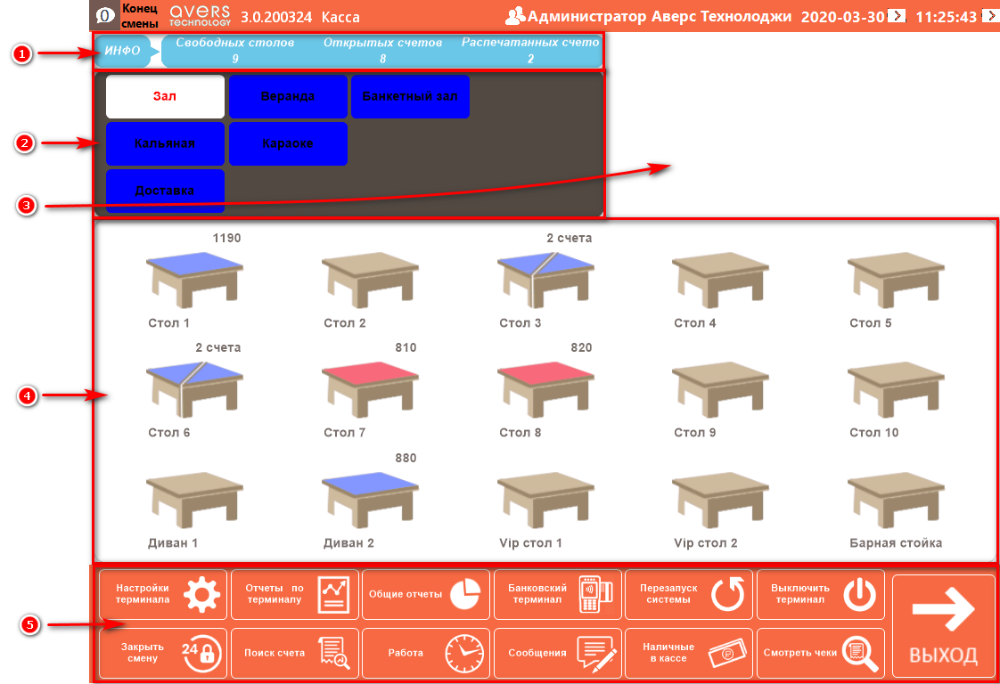 0 Конец смены avers TECHNOLOGY 3.0.200324 Касса Администратор Аверс Технолоджи 2020-03-30 11:25:43
1
ИНФО
Свободных столов Открытых счетов Распечатанных счето
9 8 2
2
Зал Веранда Банкетный зал
Кальяная Караоке
3
Доставка
1190 2 счета
Стол 1 Стол 2 Стол 3 Стол 4 Стол 5
2 счета 810 820
4
Стол 6 Стол 7 Стол 8 Стол 9 Стол 10
880
Диван 1 Диван 2 Vip стол 1 Vip стол 2 Барная стойка
5
Настройки
терминала
Отчеты по
терминалу
Общие отчеты
Банковский
терминал
Перезапуск
системы
Выключить
терминал
Закрыть
смену
24
Поиск счета
Работа
Сообщения
Наличные
в кассе
Смотреть чеки
ВЫХОД